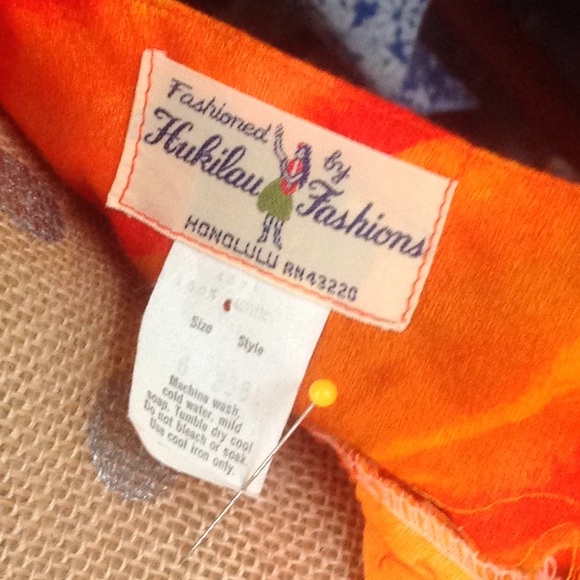 Fashioned by
Hukilau Fashions
HONOLULU RN43220
Size Style
Machine wash,
cold water, mild
soap. Tumble dry cool
Do not bleach or soak.
Use cool iron only.